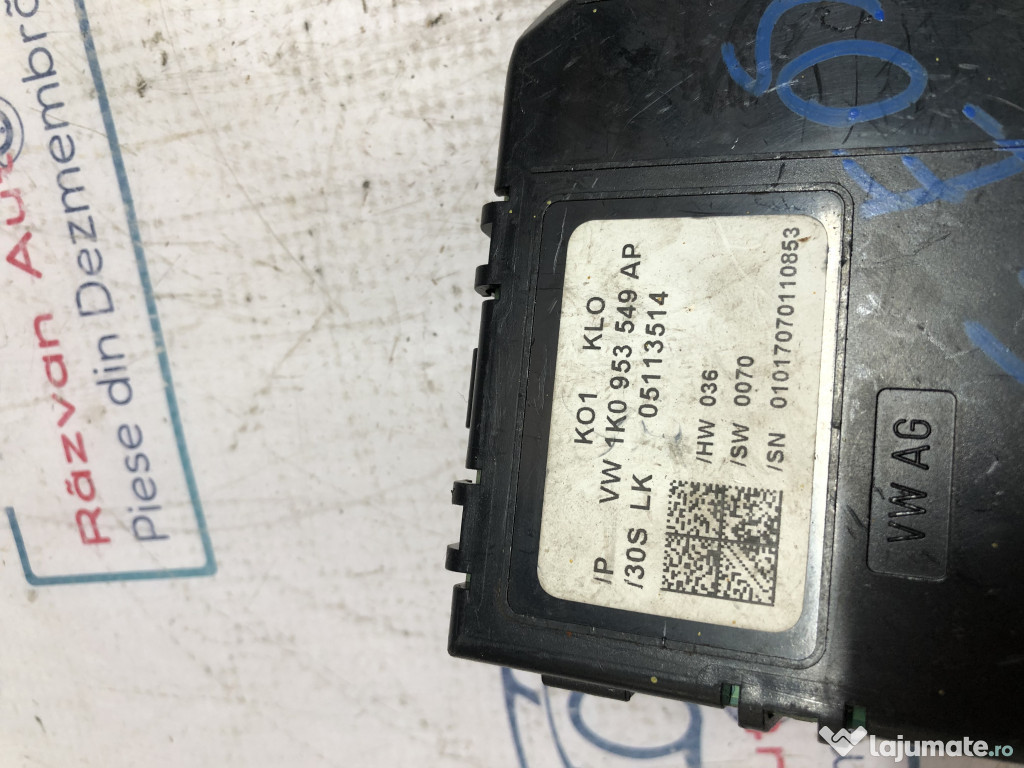 Răzvan Auto
Piese din Dezmembră
KO1 KLO
/P VW 1K0 953 549 AP
/30S LK 05113514
/HW 036
/SW 0070
/SN 01017070110853
VW AG
lajumate.ro